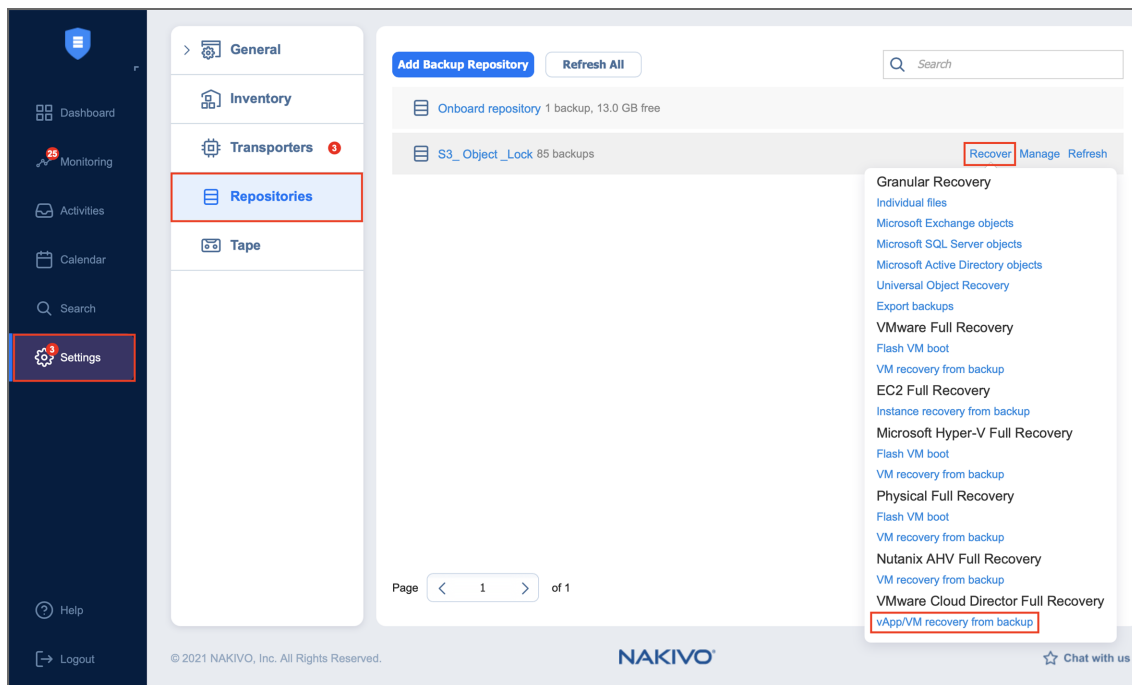 Dashboard
25
Monitoring
Activities
Calendar
Search
3
Settings
Help
Logout
General
Inventory
Transporters 3
Repositories
Tape
Add Backup Repository Refresh All Search
Onboard repository 1 backup, 13.0 GB free
S3_ Object _Lock 85 backups Recover Manage Refresh
Granular Recovery
Individual files
Microsoft Exchange objects
Microsoft SQL Server objects
Microsoft Active Directory objects
Universal Object Recovery
Export backups
VMware Full Recovery
Flash VM boot
VM recovery from backup
EC2 Full Recovery
Instance recovery from backup
Microsoft Hyper-V Full Recovery
Flash VM boot
VM recovery from backup
Physical Full Recovery
Flash VM boot
VM recovery from backup
Nutanix AHV Full Recovery
VM recovery from backup
VMware Cloud Director Full Recovery
vApp/VM recovery from backup
Page 1 of 1
© 2021 NAKIVO, Inc. All Rights Reserved. NAKIVO® Chat with us